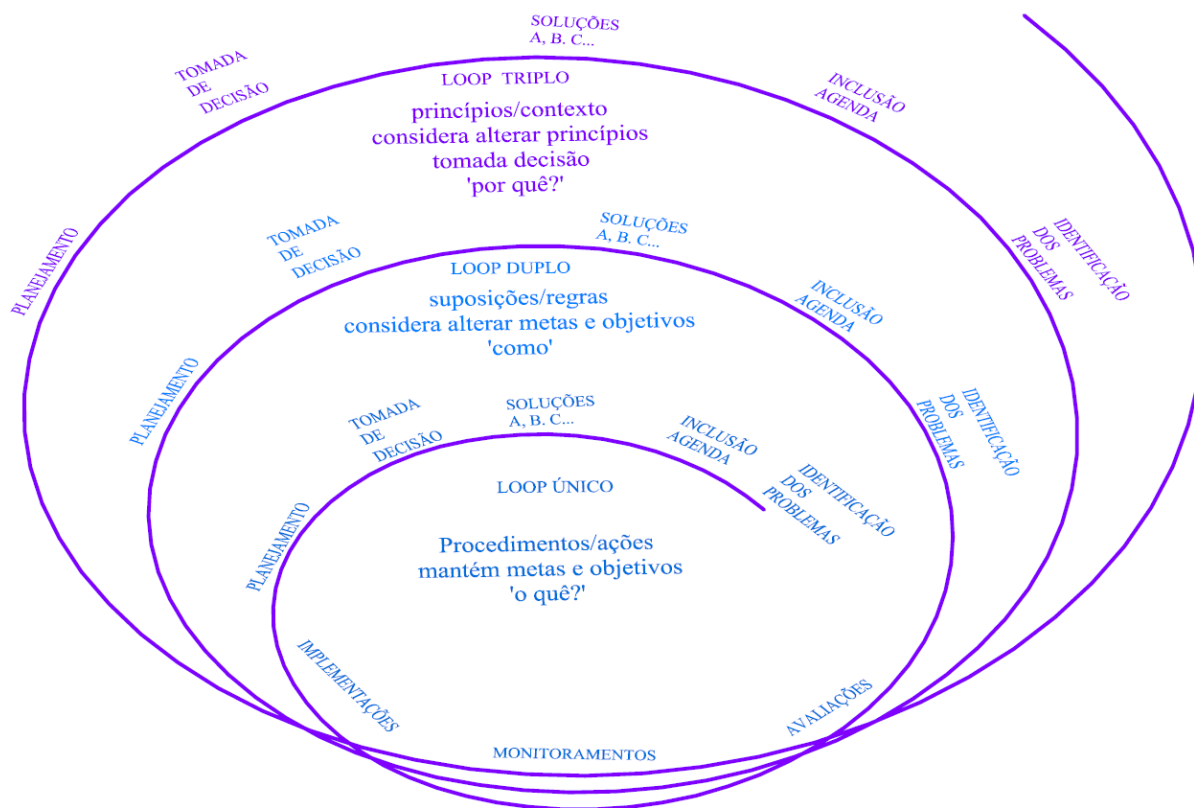 SOLUÇÕES
A, B. C...
TOMADA
DE
DECISÃO
LOOP TRIPLO
INCLUSÃO
AGENDA
princípios/contexto
considera alterar princípios
tomada decisão
'por quê?'
PLANEJAMENTO
IDENTIFICAÇÃO
DOS
PROBLEMAS
TOMADA
DE
DECISÃO
SOLUÇÕES
A, B. C...
LOOP DUPLO
INCLUSÃO
AGENDA
suposições/regras
considera alterar metas e objetivos
'como'
PLANEJAMENTO
IDENTIFICAÇÃO
DOS
PROBLEMAS
TOMADA
DE
DECISÃO
SOLUÇÕES
A, B. C...
INCLUSÃO
AGENDA
LOOP ÚNICO
IDENTIFICAÇÃO
DOS
PROBLEMAS
PLANEJAMENTO
Procedimentos/ações
mantém metas e objetivos
'o quê?'
IMPLEMENTAÇÕES
MONITORAMENTOS
AVALIAÇÕES